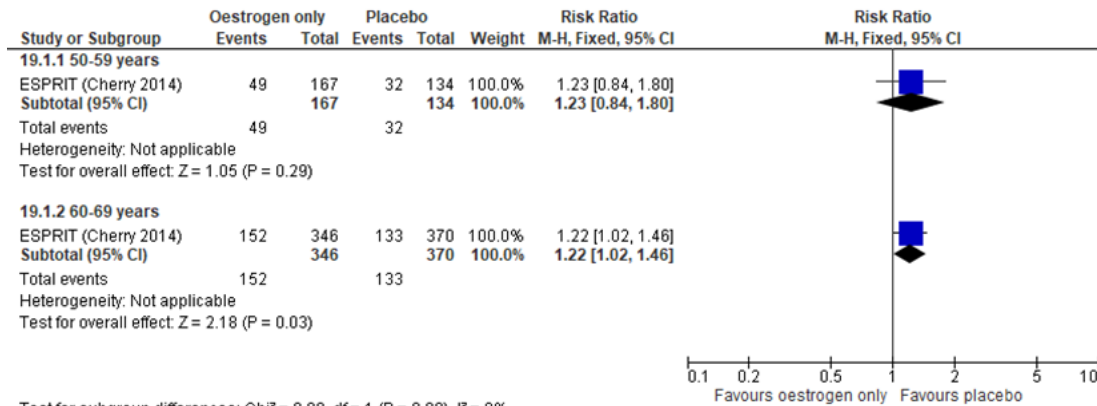 Oestrogen only Placebo Risk Ratio Risk Ratio
Study or Subgroup Events Total Events Total Weight M-H, Fixed, 95% CI M-H, Fixed, 95% CI
19.1.1 50-59 years
ESPRIT (Cherry 2014) 49 167 32 134 100.0% 1.23 [0.84, 1.80]
Subtotal (95% CI) 167 134 100.0% 1.23 [0.84, 1.80]
Total events 49 32
Heterogeneity: Not applicable
Test for overall effect: Z = 1.05 (P = 0.29)
19.1.2 60-69 years
ESPRIT (Cherry 2014) 152 346 133 370 100.0% 1.22 [1.02, 1.46]
Subtotal (95% CI) 346 370 100.0% 1.22 [1.02, 1.46]
Total events 152 133
Heterogeneity: Not applicable
Test for overall effect: Z = 2.18 (P = 0.03)
0.1 0.2 0.5 1 2 5 10
Favours oestrogen only Favours placebo
Test for subgroup differences: